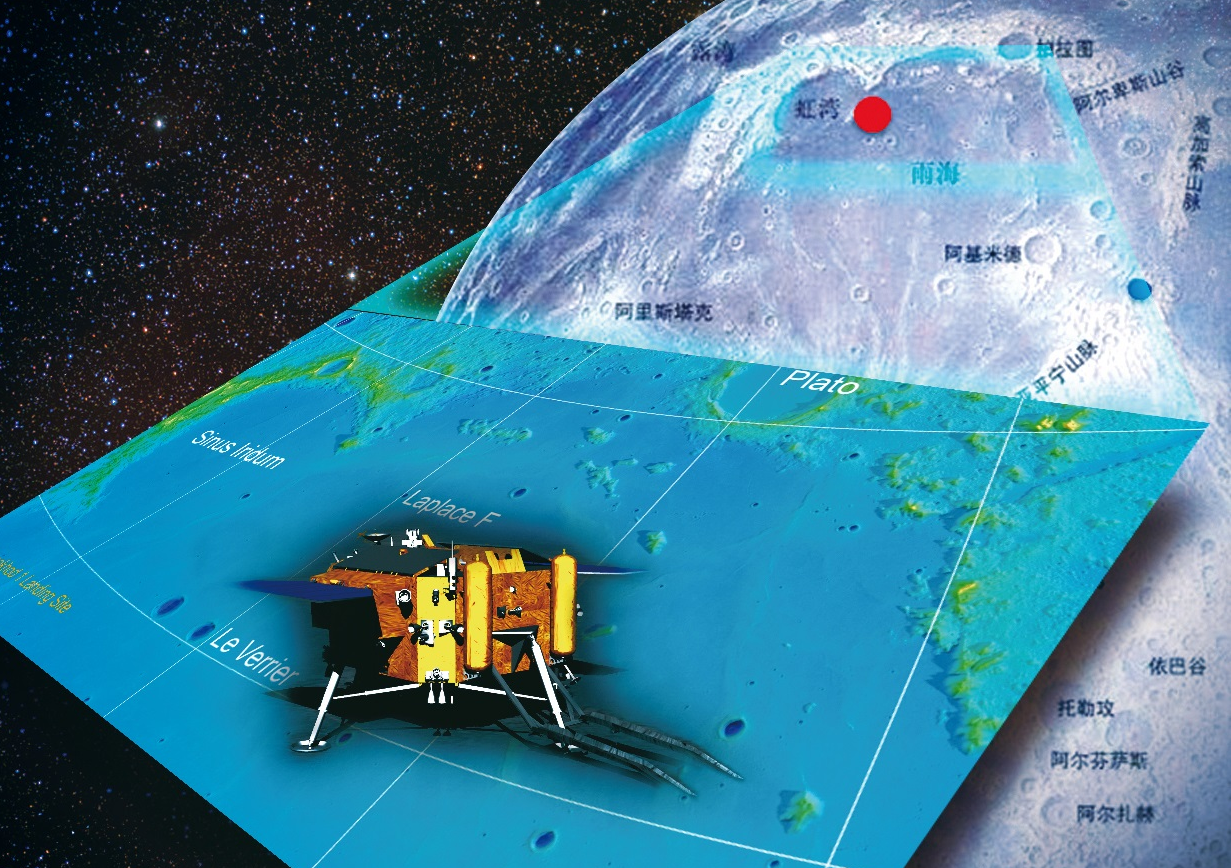 露湾
柏拉图
阿尔卑斯山谷
虹湾
高加索山脉
雨海
阿基米德
阿里斯塔克
平宁山脉
Plato
Sinus Iridum
Laplace F
Landing Site
Le Verrier
依巴谷
托勒玫
阿尔芬萨斯
阿尔扎赫